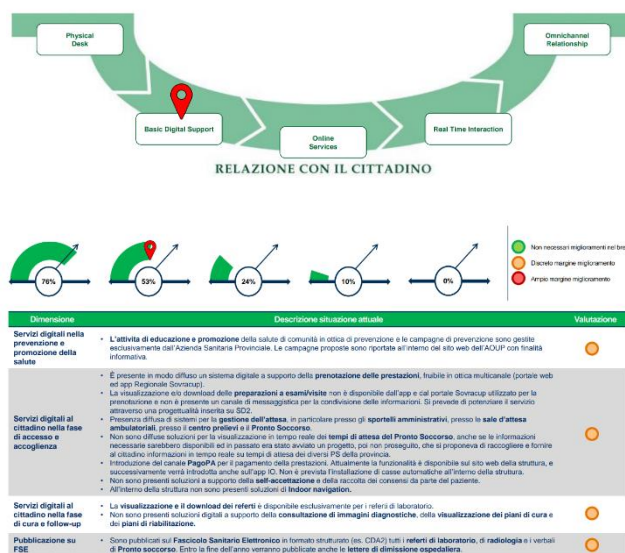 Physical
Desk
Omnichannel
Relationship
Basic Digital Support
Online
Services
Real Time Interaction
RELAZIONE CON IL CITTADINO
76%
53%
24%
10%
0%
Non necessari miglioramenti nel bre
Discreto margine miglioramento
Ampio margine miglioramento
Dimensione
Descrizione situazione attuale
Valutazione
Servizi digitali nella
prevenzione e
promozione della
salute
• L'attività di educazione e promozione della salute di comunità in ottica di prevenzione e le campagne di prevenzione sono gestite
esclusivamente dall'Azienda Sanitaria Provinciale. Le campagne proposte sono riportate all'interno del sito web dell'AOUP con finalità
informativa.
Servizi digitali al
cittadino nella fase
di accesso e
accoglienza
• È presente in modo diffuso un sistema digitale a supporto della prenotazione delle prestazioni, fruibile in ottica multicanale (portale web
ed app Regionale Sovracup).
• La visualizzazione e/o download delle preparazioni a esami/visite non è disponibile dall'app e dal portale Sovracup utilizzato per la
prenotazione e non è presente un canale di messaggistica per la condivisione delle informazioni. Si prevede di potenziare il servizio
attraverso una progettualità inserita su SD2.
• Presenza diffusa di sistemi per la gestione dell'attesa, in particolare presso gli sportelli amministrativi, presso le sale d'attesa
ambulatoriali, presso il centro prelievi e il Pronto Soccorso.
• Non sono diffuse soluzioni per la visualizzazione in tempo reale dei tempi di attesa del Pronto Soccorso, anche se le informazioni
necessarie sarebbero disponibili ed in passato era stato avviato un progetto, poi non proseguito, che si proponeva di raccogliere e fornire
al cittadino informazioni in tempo reale su tempi di attesa dei diversi PS della provincia.
• Introduzione del canale PagoPA per il pagamento della prestazioni. Attualmente la funzionalità è disponibile sul sito web della struttura, e
successivamente verrà introdotta anche sull'app IO. Non è prevista l'installazione di casse automatiche all'interno della struttura.
• Non sono presenti soluzioni a supporto della self-accettazione e della raccolta dei consensi da parte del paziente.
• All'interno della struttura non sono presenti soluzioni di Indoor navigation.
Servizi digitali al
cittadino nella fase
di cura e follow-up
• La visualizzazione e il download dei referti è disponibile esclusivamente per i referti di laboratorio.
• Non sono presenti soluzioni digitali a supporto della consultazione di immagini diagnostiche, della visualizzazione dei piani di cura e
dei piani di riabilitazione.
Pubblicazione su
FSE
• Sono pubblicati sul Fascicolo Sanitario Elettronico in formato strutturato (es. CDA2) tutti i referti di laboratorio, di radiologia e i verbali
di Pronto soccorso. Entro la fine dell'anno verranno pubblicate anche le lettere di dimissione ospedaliera.